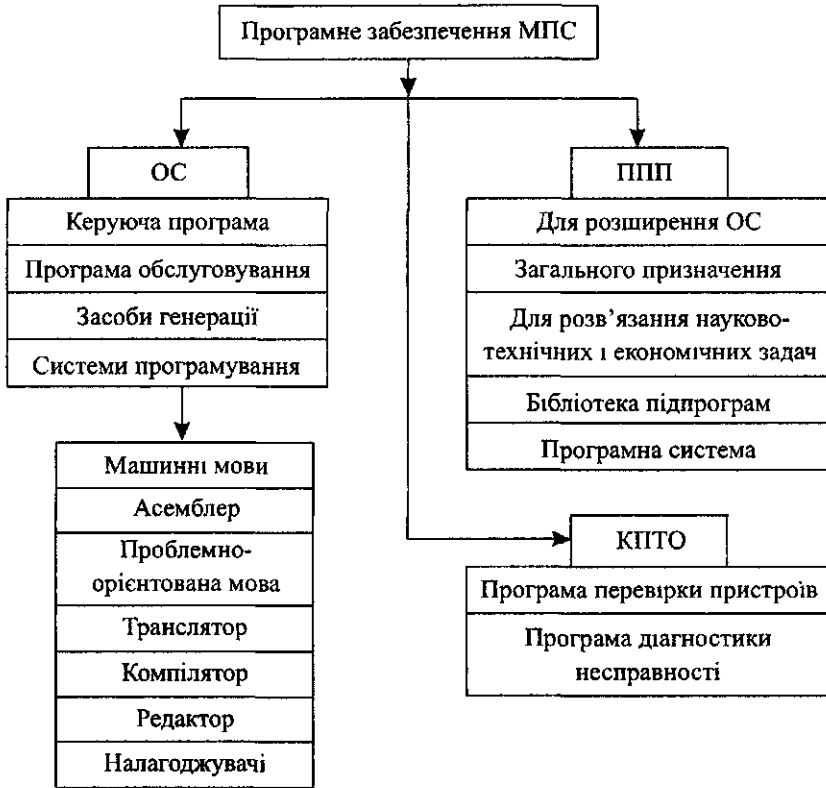 Програмне забезпечення МПС
ОС
Керуюча програма
Програма обслуговування
Засоби генерації
Системи програмування
Машинні мови
Асемблер
Проблемно-
орієнтована мова
Транслятор
Компілятор
Редактор
Налагоджувачі
ППП
Для розширення ОС
Загального призначення
Для розв’язання науково-
технічних і економічних задач
Бібліотека підпрограм
Програмна система
КПТО
Програма перевірки пристроїв
Програма діагностики
несправності